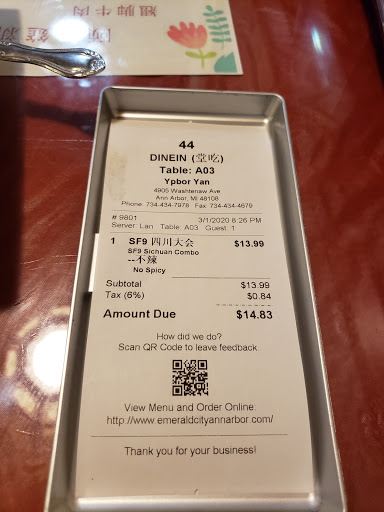 44
DINEIN (堂吃)
Table: A03
Ypbor Yan
4905 Washtenaw Ave
Ann Arbor, MI 48108
Phone: 734-434-7978 Fax: 734-434-4679
# 9801 3/1/2020 8:26 PM
Server: Lan Table: A03 Guest: 1
1 SF9 四川大会 $13.99
SF9 Sichuan Combo
--不辣
No Spicy
Subtotal $13.99
Tax (6%) $0.84
Amount Due $14.83
How did we do?
Scan QR Code to leave feedback
View Menu and Order Online:
http://www.emeraldcityannarbor.com/
Thank you for your business!